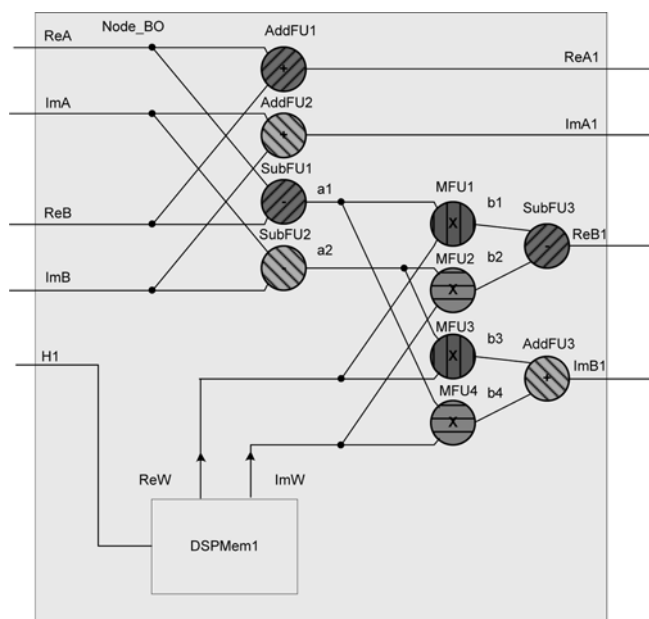 Node_BO
AddFU1
ReA
ReA1
+
ImA
AddFU2
ImA1
+
SubFU1
a1
-
MFU1
b1
SubFU3
ReB
X
SubFU2
ReB1
-
a2
MFU2
b2
-
ImB
X
MFU3
b3
AddFU3
H1
X
ImB1
+
MFU4
b4
X
ReW
ImW
DSPMem1